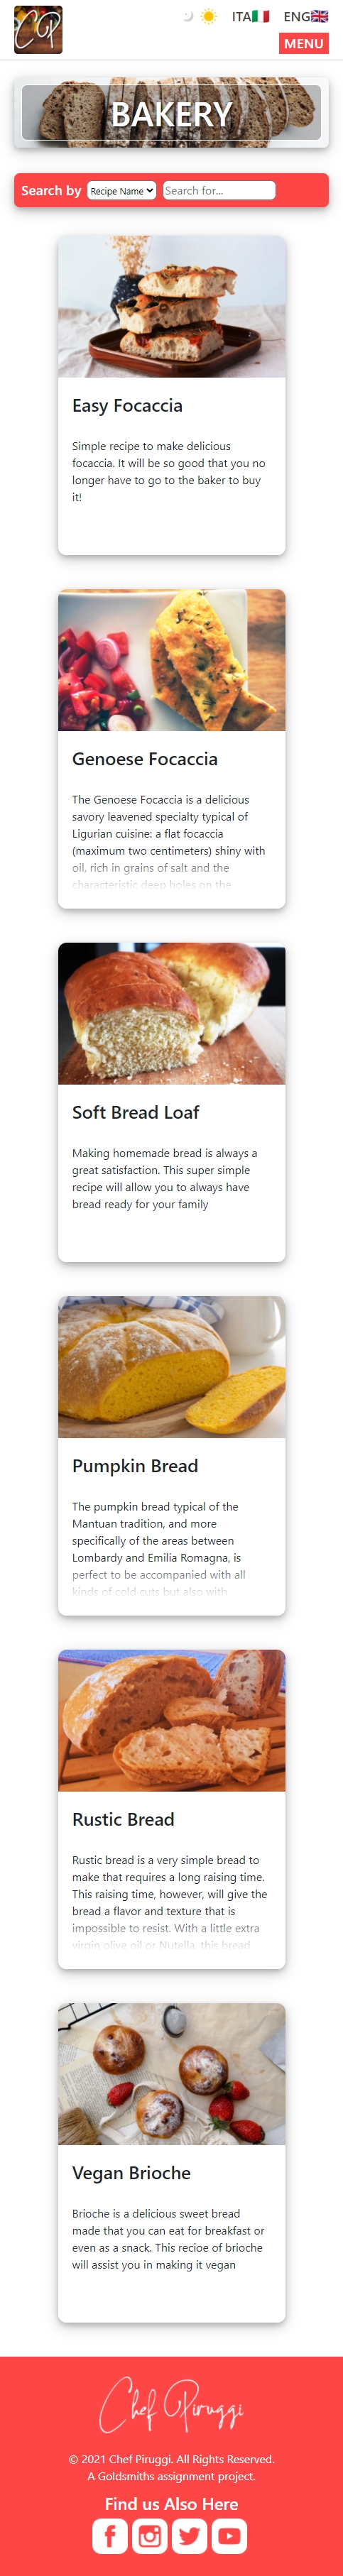 CP
ITA ENG
MENU
BAKERY
Search by Recipe Name Search for...
Easy Focaccia
Simple recipe to make delicious
focaccia. It will be so good that you no
longer have to go to the baker to buy
it!
Genoese Focaccia
The Genoese Focaccia is a delicious
savory leavened specialty typical of
Ligurian cuisine: a flat focaccia
(maximum two centimeters) shiny with
oil, rich in grains of salt and the
characteristic deep holes on the
Soft Bread Loaf
Making homemade bread is always a
great satisfaction. This super simple
recipe will allow you to always have
bread ready for your family
Pumpkin Bread
The pumpkin bread typical of the
Mantuan tradition, and more
specifically of the areas between
Lombardy and Emilia Romagna, is
perfect to be accompanied with all
kinds of cold cuts but also with
Rustic Bread
Rustic bread is a very simple bread to
make that requires a long raising time.
This raising time, however, will give the
bread a flavor and texture that is
impossible to resist. With a little extra
virgin olive oil or Nutella, this bread
Vegan Brioche
Brioche is a delicious sweet bread
made that you can eat for breakfast or
even as a snack. This recioe of brioche
will assist you in making it vegan
Chef Piruggi
© 2021 Chef Piruggi. All Rights Reserved.
A Goldsmiths assignment project.
Find us Also Here